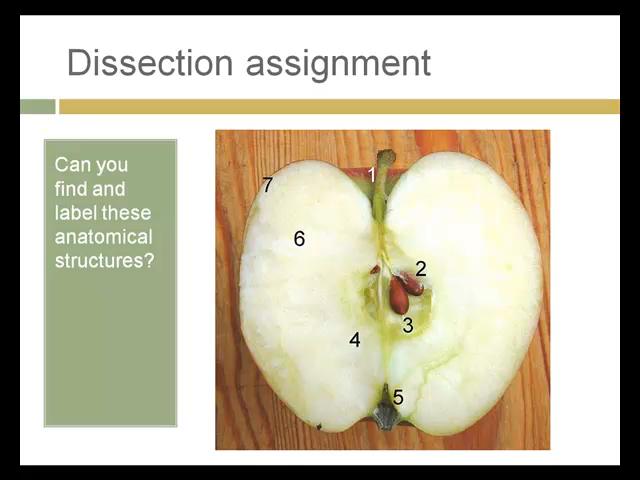 Dissection assignment
Can you
find and
label these
anatomical
structures?
1
7
6
2
3
4
5